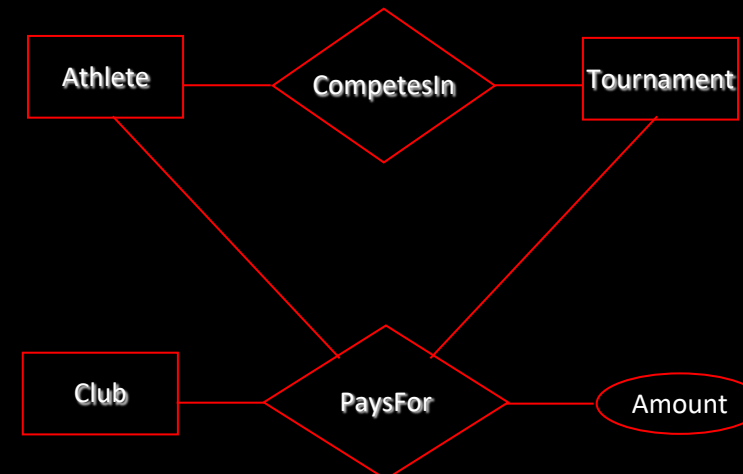 Athlete
CompetesIn
Tournament
Club
PaysFor
Amount